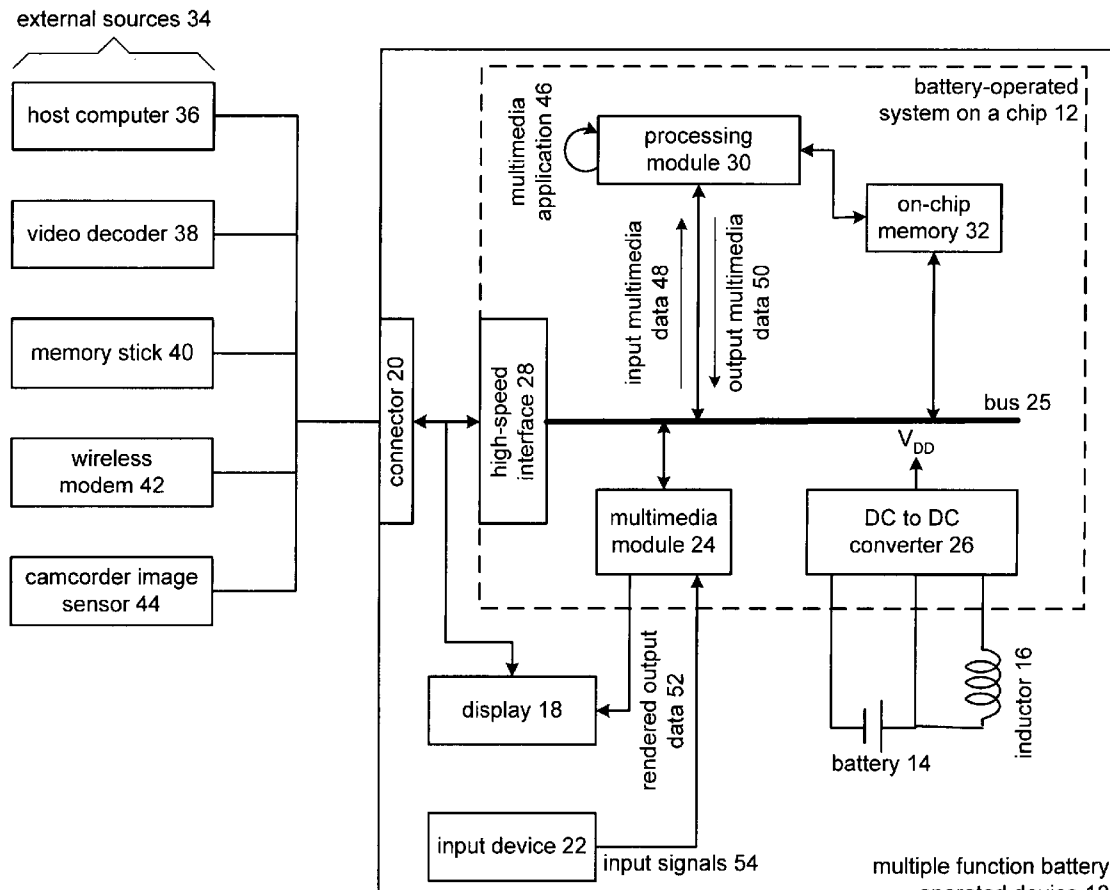 external sources 34
host computer 36
video decoder 38
memory stick 40
wireless
modem 42
camcorder image
sensor 44
connector 20
high-speed
interface 28
battery-operated
system on a chip 12
multimedia
application 46
processing
module 30
on-chip
memory 32
input multimedia
data 48
output multimedia
data 50
bus 25
VDD
multimedia
module 24
DC to DC
converter 26
rendered output
data 52
display 18
battery 14
inductor 16
input device 22
input signals 54
multiple function battery
operated device